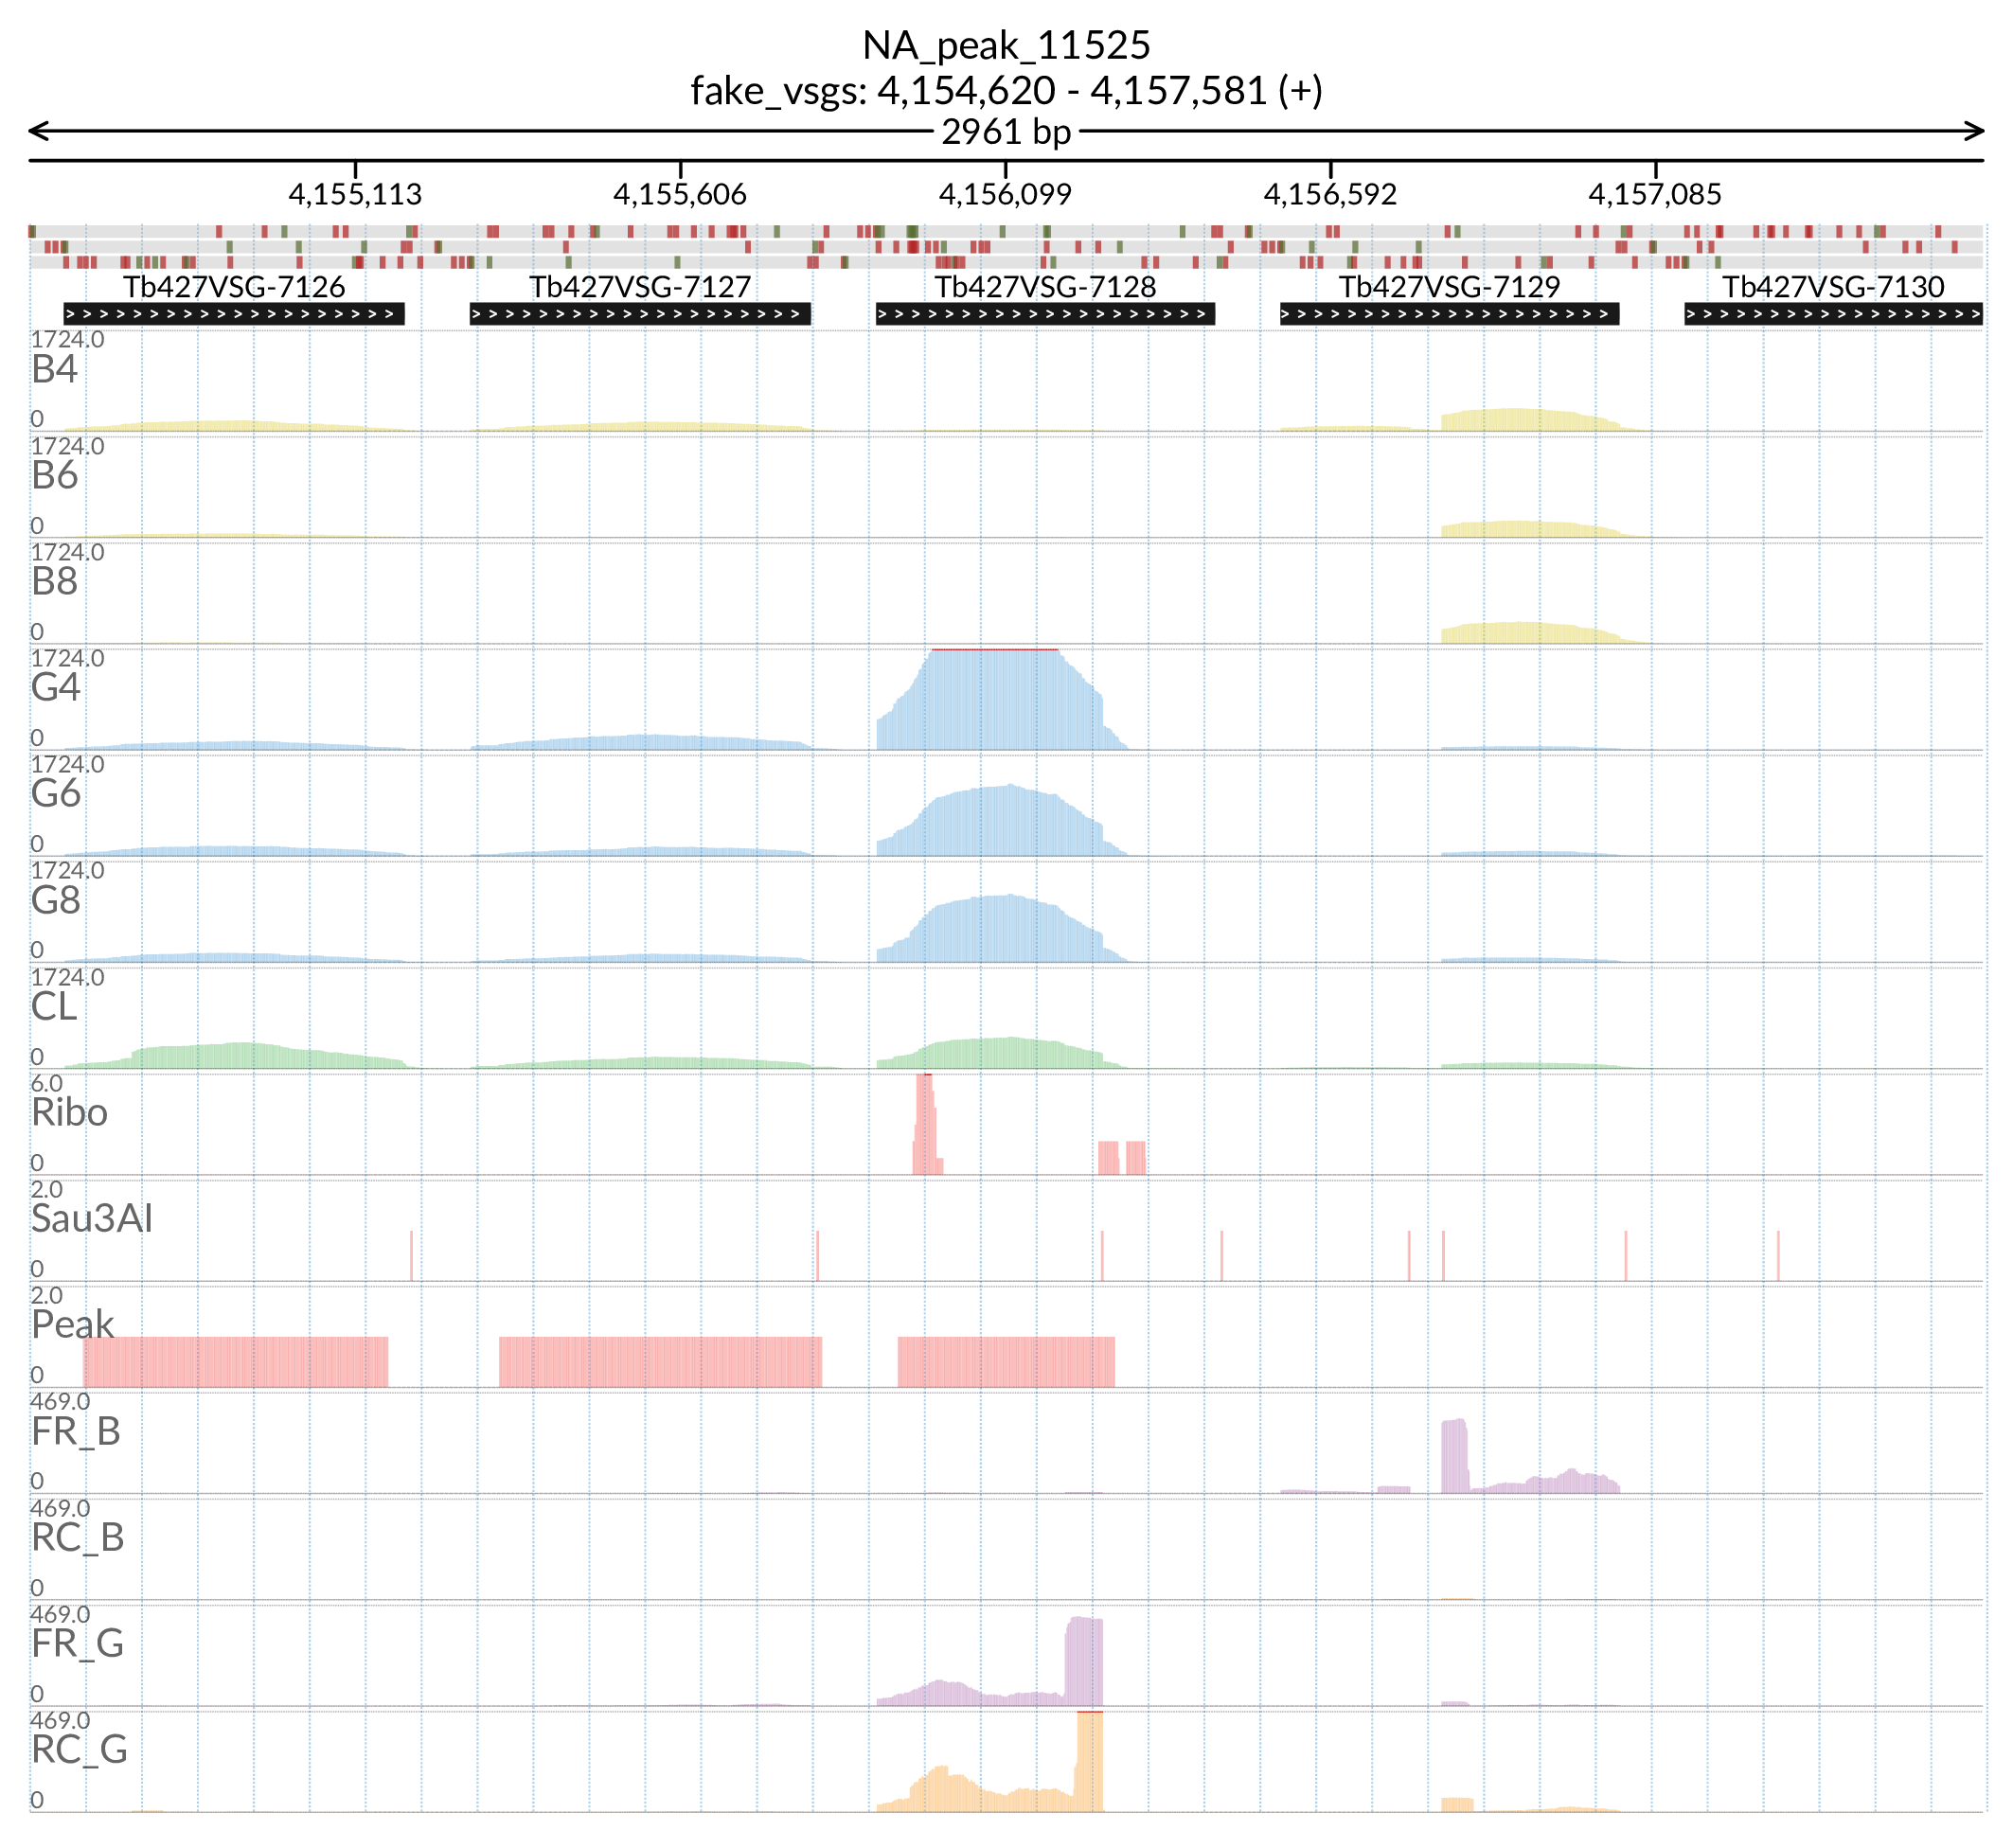 NA_peak_11525
fake_vsgs: 4,154,620 - 4,157,581 (+)
2961 bp
4,155,113 4,155,606 4,156,099 4,156,592 4,157,085
Tb427VSG-7126 Tb427VSG-7127 Tb427VSG-7128 Tb427VSG-7129 Tb427VSG-7130
1724.0
B4
0
1724.0
B6
0
1724.0
B8
0
1724.0
G4
0
1724.0
G6
0
1724.0
G8
0
1724.0
CL
0
6.0
Ribo
0
2.0
Sau3AI
0
2.0
Peak
0
469.0
FR_B
0
469.0
RC_B
0
469.0
FR_G
0
469.0
RC_G
0